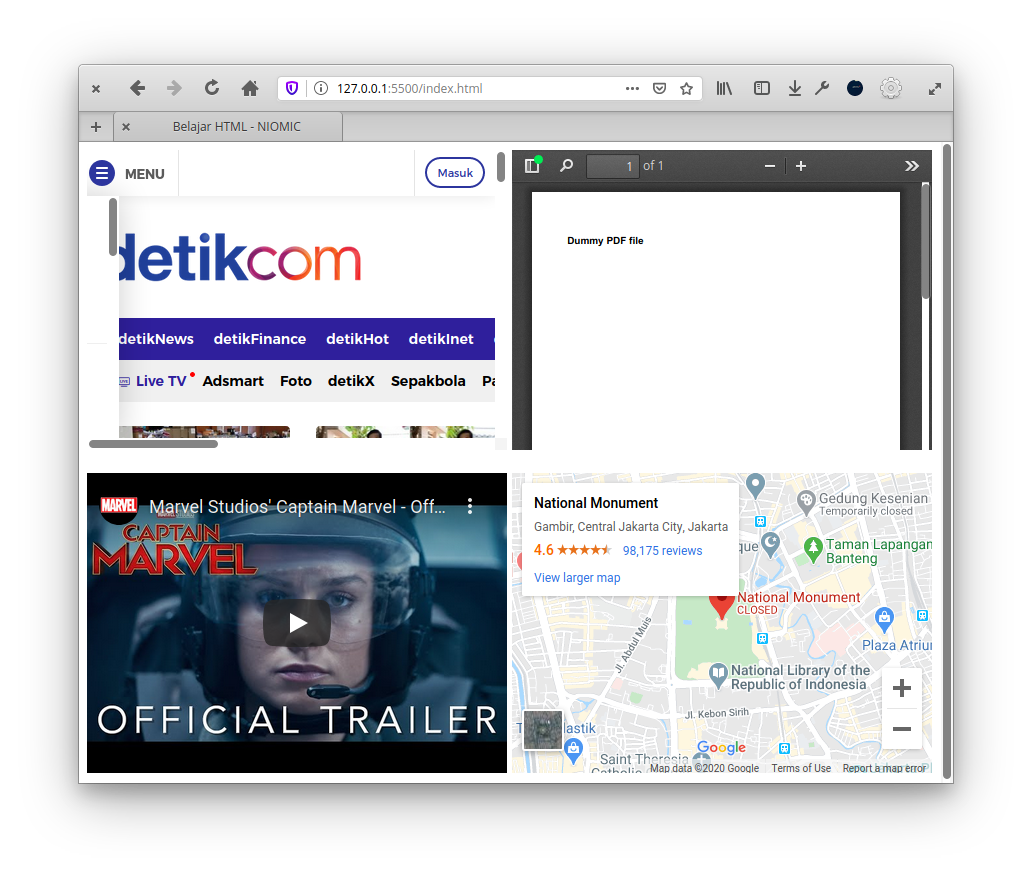 127.0.0.1:5500/index.html
Belajar HTML - NIOMIC
MENU
Masuk
detikcom
detikNews detikFinance detikHot detikInet
LIVE Live TV Adsmart Foto detikX Sepakbola
1 of 1
Dummy PDF file
MARVEL Marvel Studios' Captain Marvel - Off...
MARVEL STUDIOS
CAPTAIN
MARVEL
OFFICIAL TRAILER
National Monument
Gambir, Central Jakarta City, Jakarta
4.6 98,175 reviews
View larger map
Gedung Kesenian
Temporarily closed
Taman Lapangan
Banteng
National Monument
CLOSED
Jl. Abdul Muis
Plaza Atriu
National Library of the
Republic of Indonesia
Jl. Kebon Sirih
Google
Saint Theresia
Map data ©2020 Google Terms of Use Report a map error